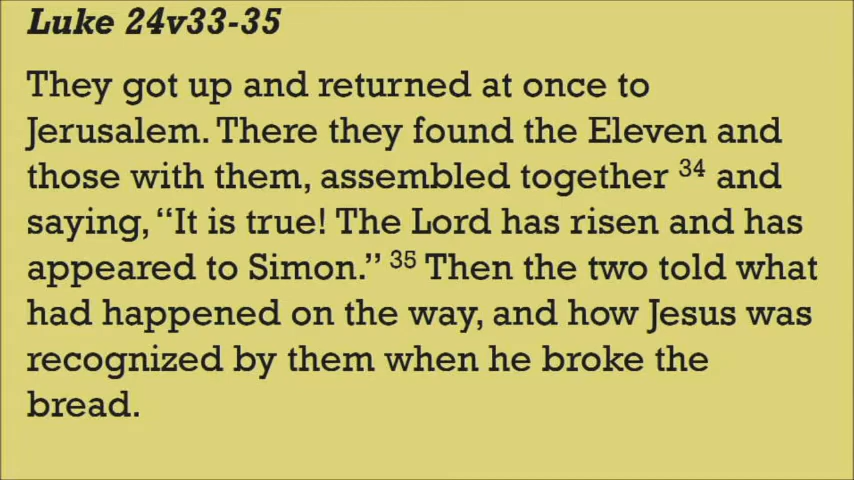 Luke 24v33-35
They got up and returned at once to
Jerusalem. There they found the Eleven and
those with them, assembled together 34 and
saying, “It is true! The Lord has risen and has
appeared to Simon.” 35 Then the two told what
had happened on the way, and how Jesus was
recognized by them when he broke the
bread.